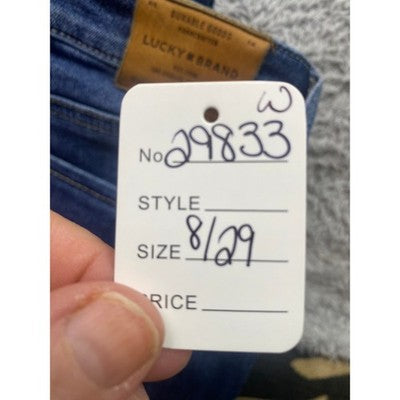 DURABLE GOODS
LUCKY BRAND
W
No. 29833
STYLE
SIZE 8/29
PRICE